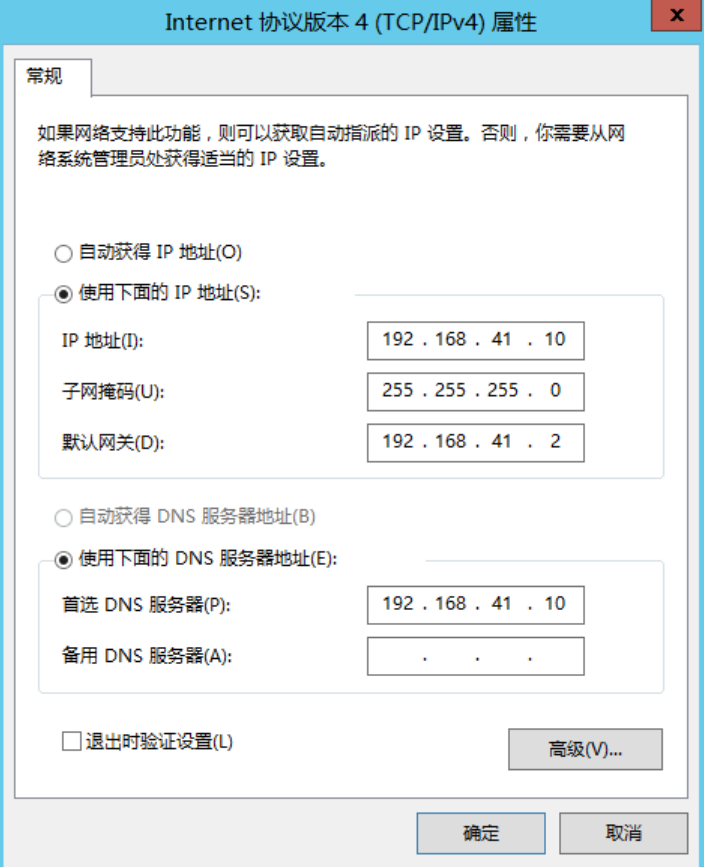 Internet 协议版本 4 (TCP/IPv4) 属性
x
常规
如果网络支持此功能，则可以获取自动指派的 IP 设置。否则，你需要从网
络系统管理员处获得适当的 IP 设置。
自动获得 IP 地址(O)
使用下面的 IP 地址(S):
IP 地址(I): 192 . 168 . 41 . 10
子网掩码(U): 255 . 255 . 255 . 0
默认网关(D): 192 . 168 . 41 . 2
自动获得 DNS 服务器地址(B)
使用下面的 DNS 服务器地址(E):
首选 DNS 服务器(P): 192 . 168 . 41 . 10
备用 DNS 服务器(A): . . .
退出时验证设置(L)
高级(V)...
确定
取消